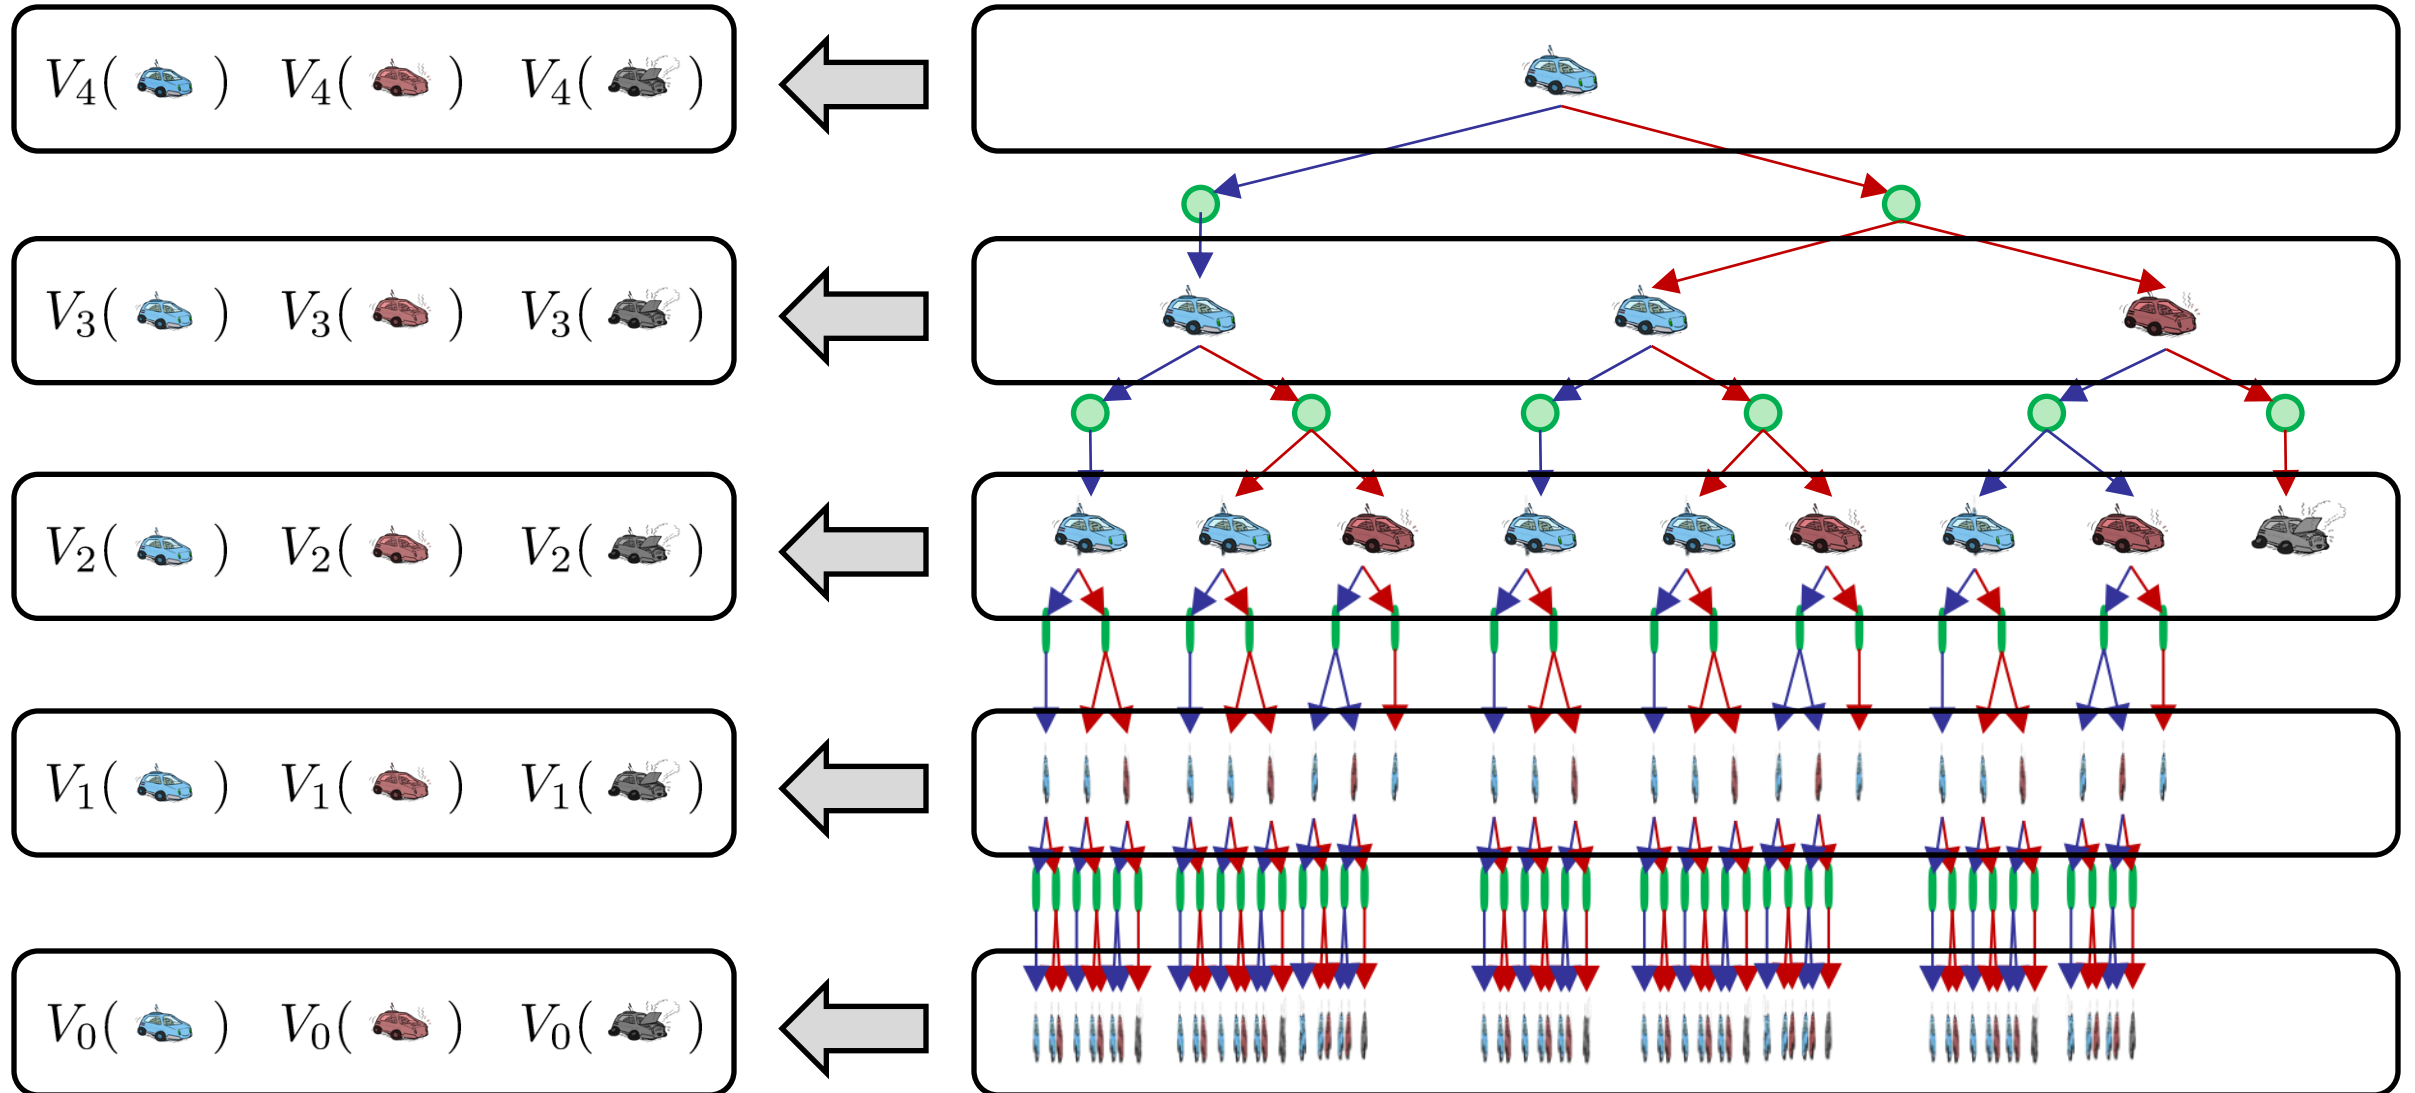 V₄( ) V₄( ) V₄( )
V₃( ) V₃( ) V₃( )
V₂( ) V₂( ) V₂( )
V₁( ) V₁( ) V₁( )
V₀( ) V₀( ) V₀( )